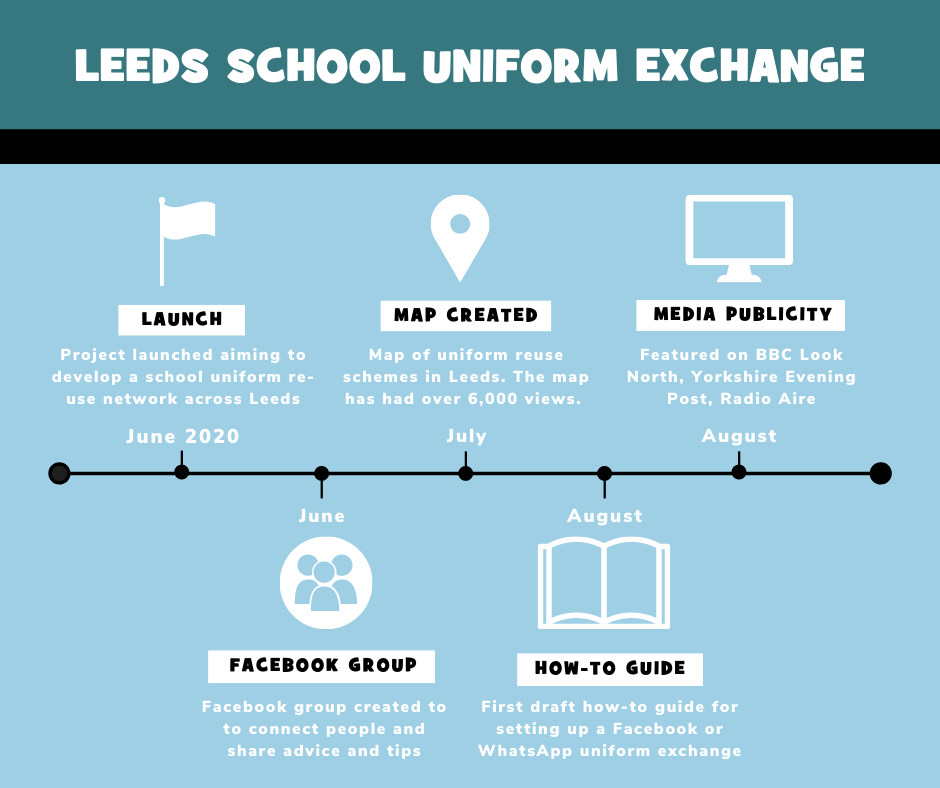 LEEDS SCHOOL UNIFORM EXCHANGE
LAUNCH
Project launched aiming to
develop a school uniform re-
use network across Leeds
June 2020
MAP CREATED
Map of uniform reuse
schemes in Leeds. The map
has had over 6,000 views.
July
MEDIA PUBLICITY
Featured on BBC Look
North, Yorkshire Evening
Post, Radio Aire
August
June
FACEBOOK GROUP
Facebook group created to
to connect people and
share advice and tips
August
HOW-TO GUIDE
First draft how-to guide for
setting up a Facebook or
WhatsApp uniform exchange